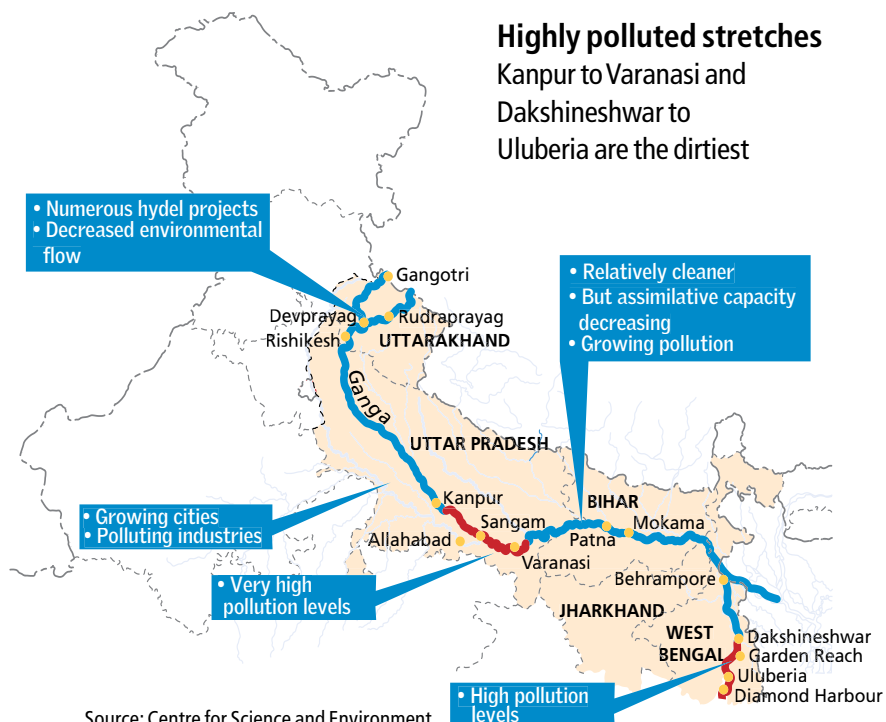 Highly polluted stretches
Kanpur to Varanasi and
Dakshineshwar to
Uluberia are the dirtiest
• Numerous hydel projects
• Decreased environmental
flow
• Relatively cleaner
• But assimilative capacity
decreasing
• Growing pollution
Gangotri
Devprayag
Rudraprayag
Rishikesh
UTTARAKHAND
Ganga
UTTAR PRADESH
• Growing cities
• Polluting industries
Kanpur
BIHAR
Sangam
Mokama
Allahabad
Patna
Varanasi
• Very high
pollution levels
Behrampore
JHARKHAND
WEST
BENGAL
Dakshineshwar
Garden Reach
Uluberia
Diamond Harbour
• High pollution
levels
Source: Centre for Science and Environment